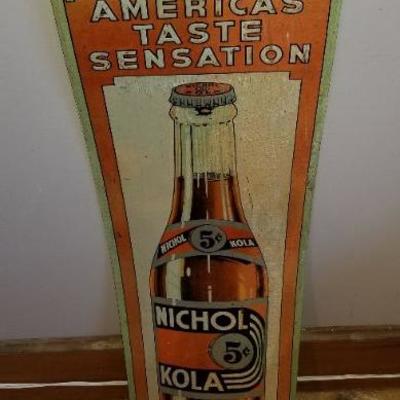 AMERICAS
TASTE
SENSATION
NICHOL 5¢ KOLA
NICHOL
5¢
KOLA